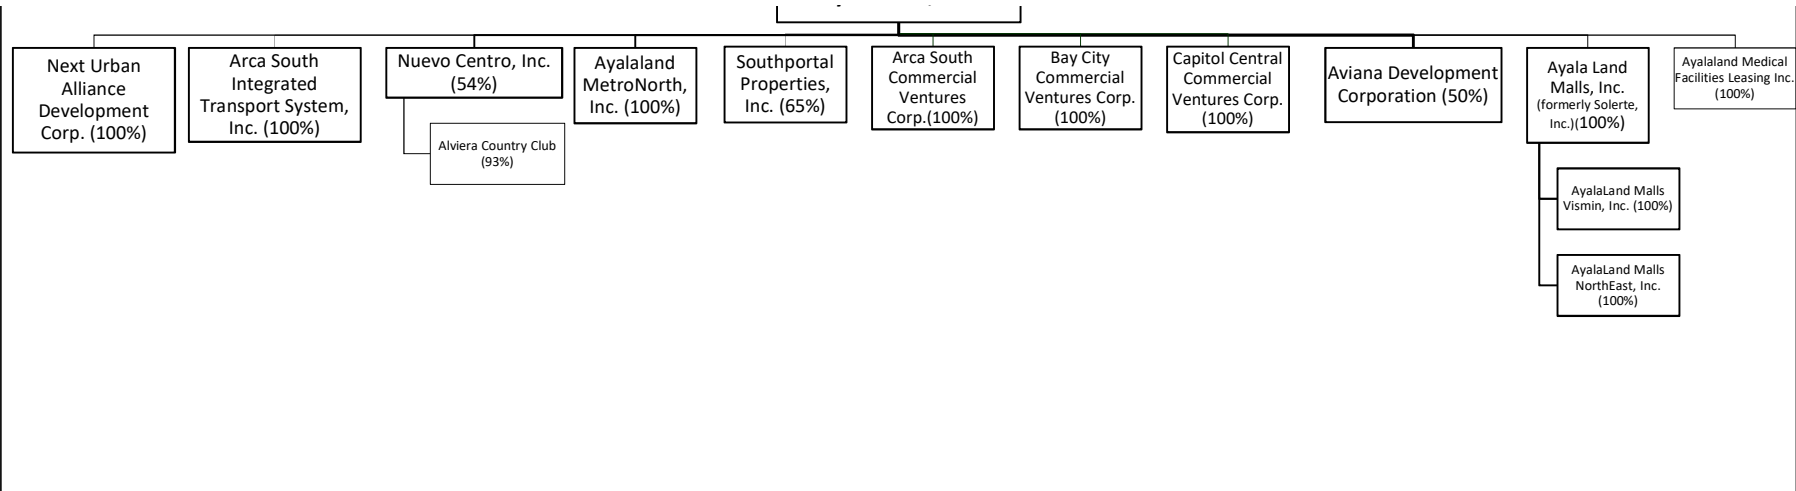 Next Urban
Alliance
Development
Corp. (100%)
Arca South
Integrated
Transport System,
Inc. (100%)
Nuevo Centro, Inc.
(54%)
Alviera Country Club
(93%)
Ayalaland
MetroNorth,
Inc. (100%)
Southportal
Properties,
Inc. (65%)
Arca South
Commercial
Ventures
Corp.(100%)
Bay City
Commercial
Ventures Corp.
(100%)
Capitol Central
Commercial
Ventures Corp.
(100%)
Aviana Development
Corporation (50%)
Ayala Land
Malls, Inc.
(formerly Solerte,
Inc.)(100%)
AyalaLand Malls
Vismin, Inc. (100%)
AyalaLand Malls
NorthEast, Inc.
(100%)
Ayalaland Medical
Facilities Leasing Inc.
(100%)